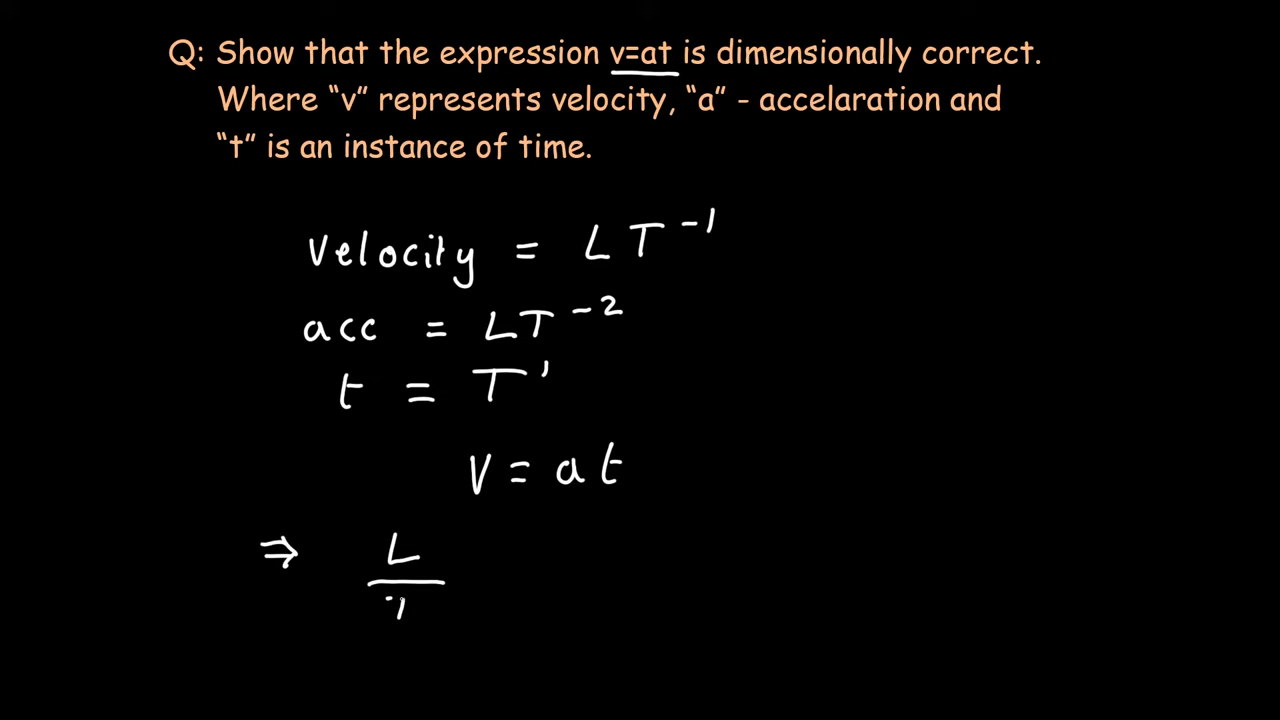 Q: Show that the expression v=at is dimensionally correct.
Where “v” represents velocity, “a” - accelaration and
“t” is an instance of time.
Velocity = LT⁻¹
acc = LT⁻²
t = T¹
V = at
⇒ L